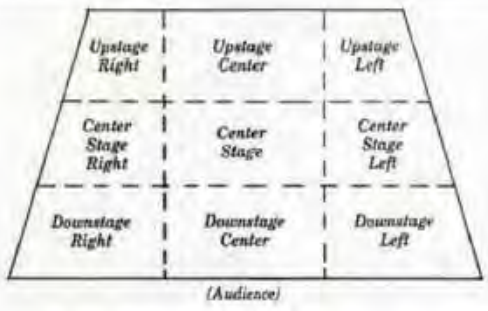 Upstage
Right
Upstage
Center
Upstage
Left
Center
Stage
Right
Center
Stage
Center
Stage
Left
Downstage
Right
Downstage
Center
Downstage
Left
(Audience)